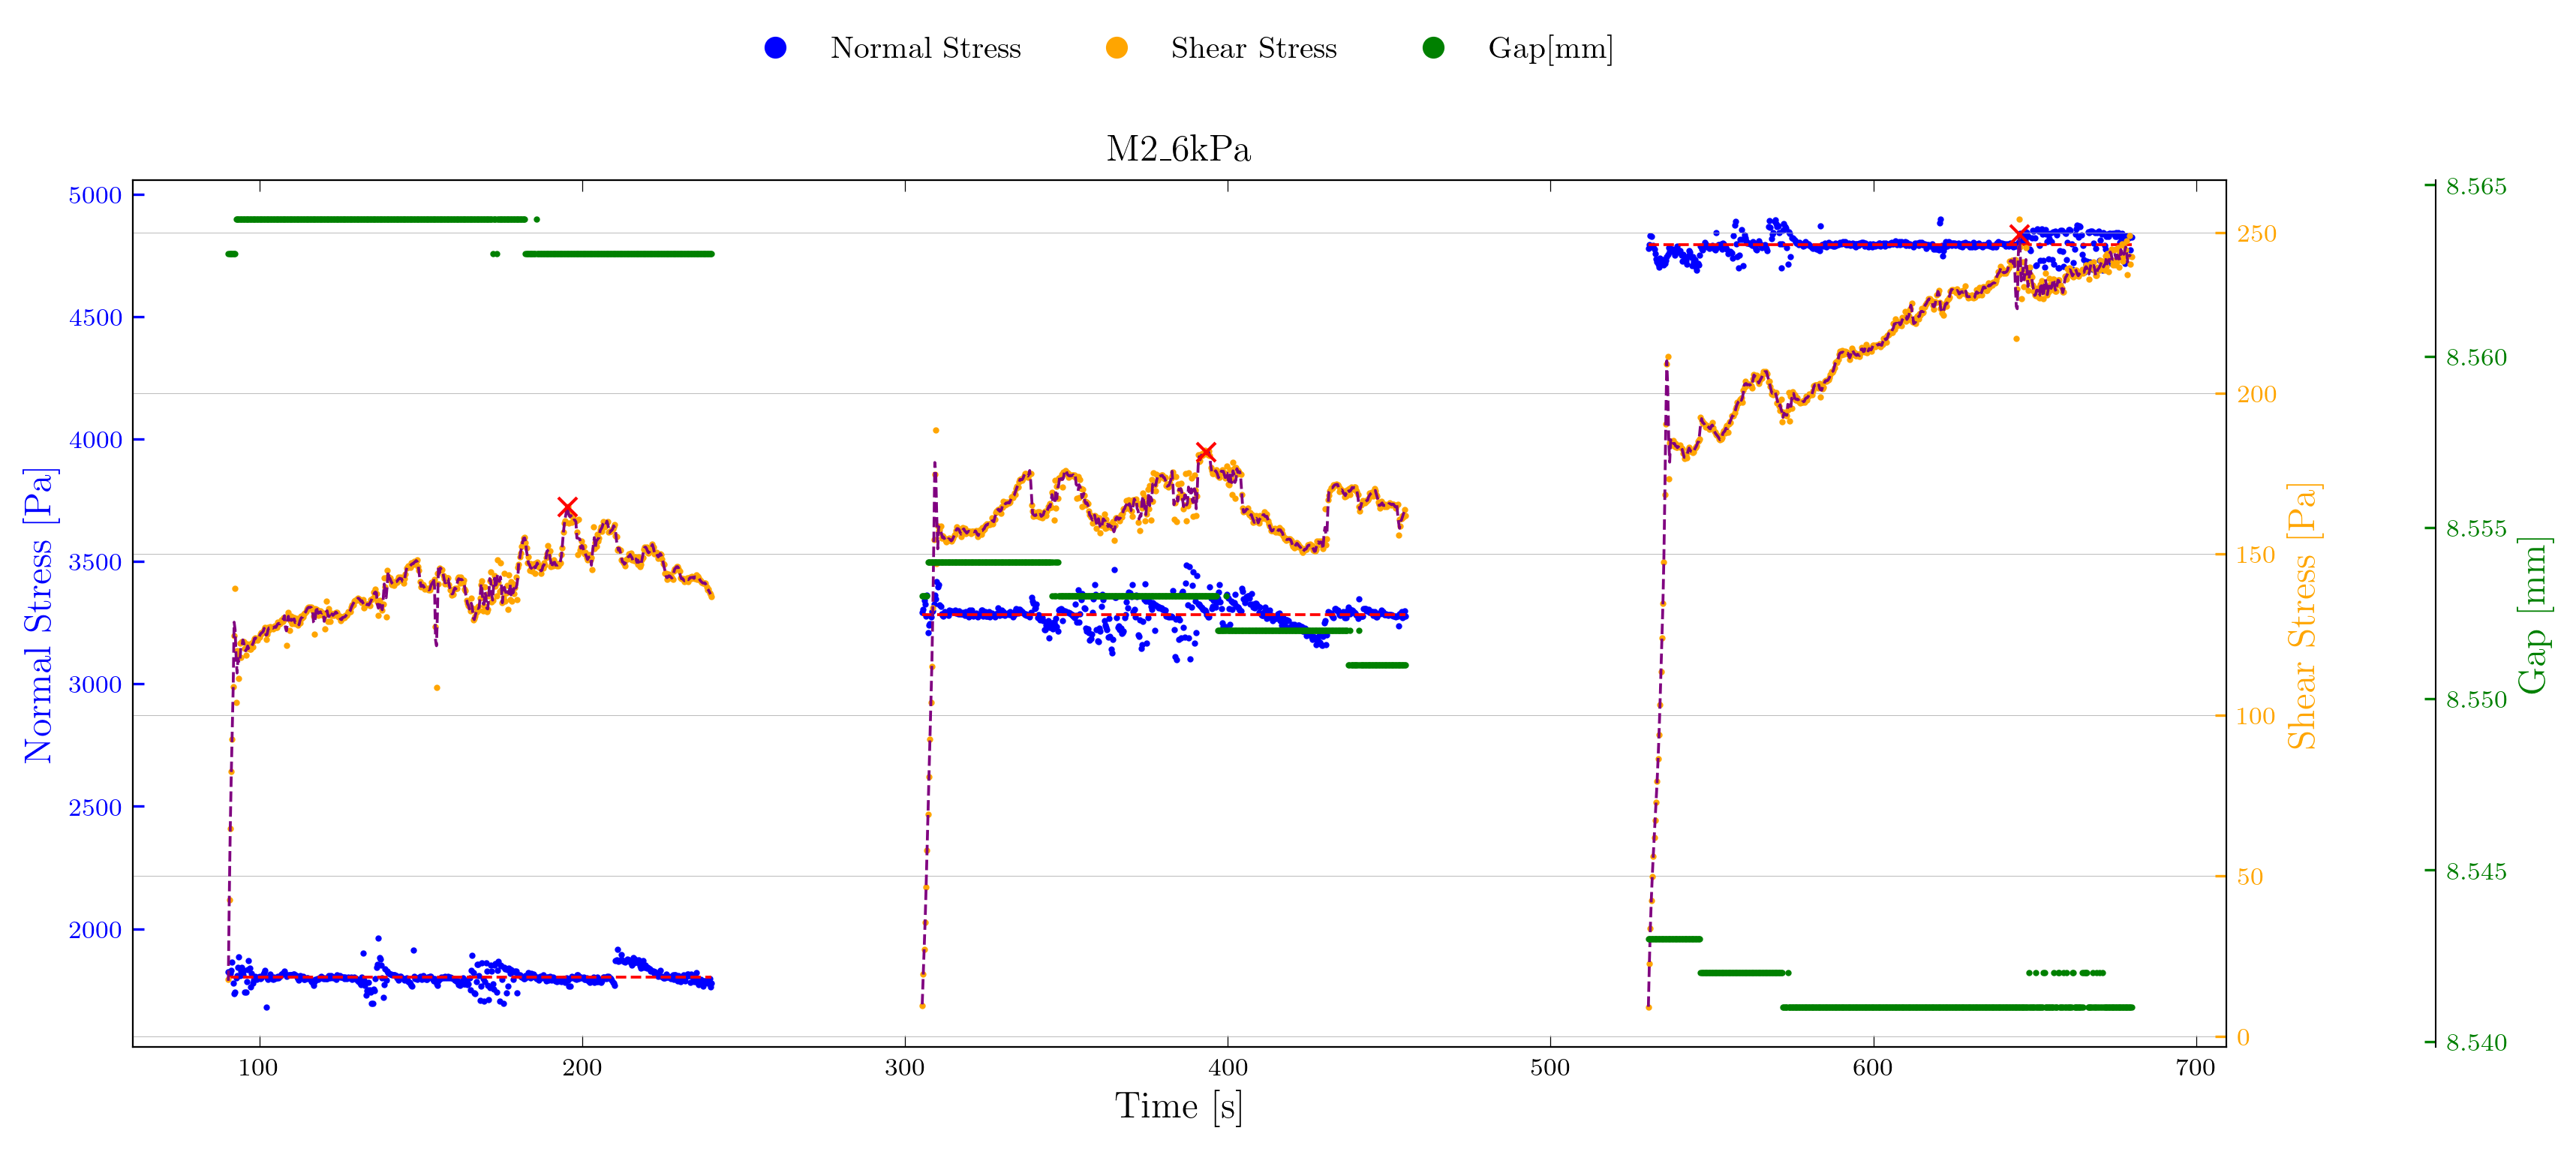 Normal Stress Shear Stress Gap[mm]
M2_6kPa
5000
4500
4000
3500
3000
2500
2000
Normal Stress [Pa]
250
200
150
100
50
0
Shear Stress [Pa]
8.565
8.560
8.555
8.550
8.545
8.540
Gap [mm]
100 200 300 400 500 600 700
Time [s]